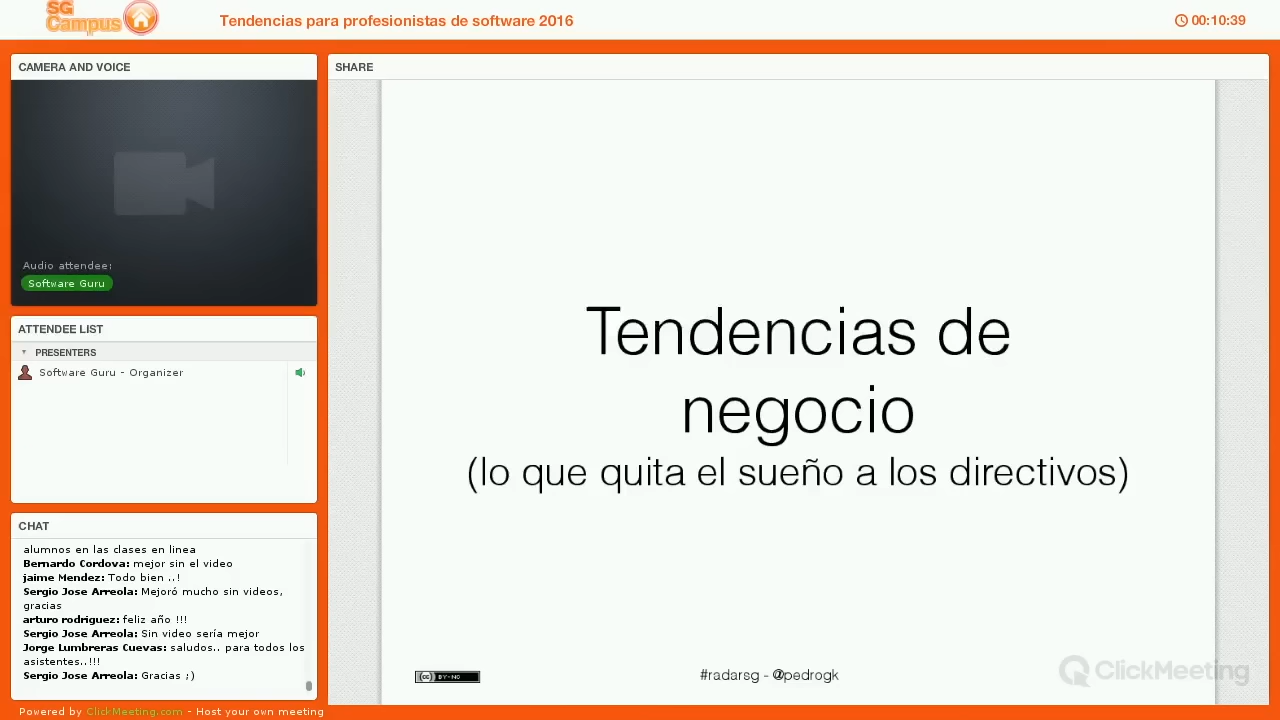 SG
Campus
Tendencias para profesionistas de software 2016
00:10:39
CAMERA AND VOICE
Audio attendee:
Software Guru
ATTENDEE LIST
PRESENTERS
Software Guru - Organizer
CHAT
alumnos en las clases en linea
Bernardo Cordova: mejor sin el video
jaime Mendez: Todo bien ..!
Sergio Jose Arreola: Mejoró mucho sin videos,
gracias
arturo rodriguez: feliz año !!!
Sergio Jose Arreola: Sin video sería mejor
Jorge Lumbreras Cuevas: saludos.. para todos los
asistentes..!!!
Sergio Jose Arreola: Gracias ;)
Powered by ClickMeeting.com - Host your own meeting
SHARE
Tendencias de
negocio
(lo que quita el sueño a los directivos)
(cc) BY-NC
#radarsg - @pedrogk
ClickMeeting